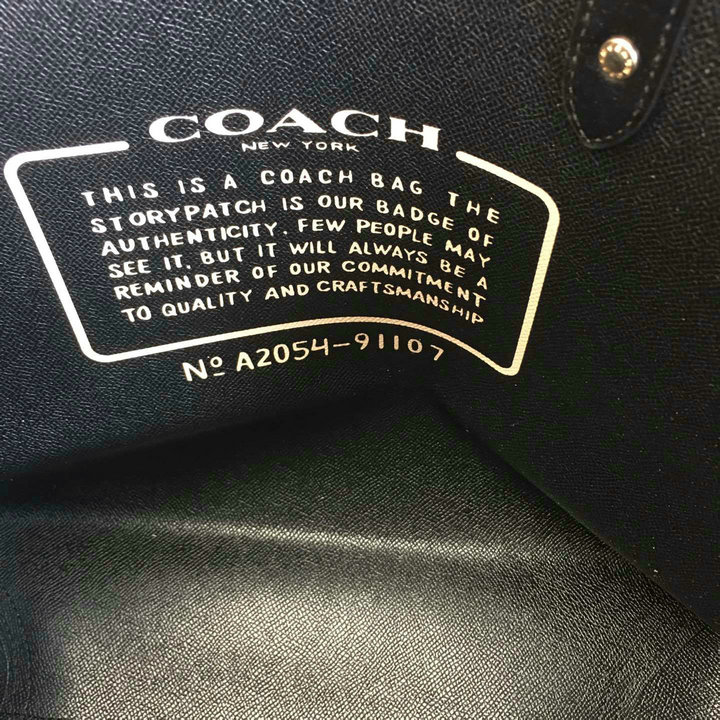 COACH
NEW YORK
THIS IS A COACH BAG THE
STORYPATCH IS OUR BADGE OF
AUTHENTICITY. FEW PEOPLE MAY
SEE IT, BUT IT WILL ALWAYS BE A
REMINDER OF OUR COMMITMENT
TO QUALITY AND CRAFTSMANSHIP
Nº A2054-91107